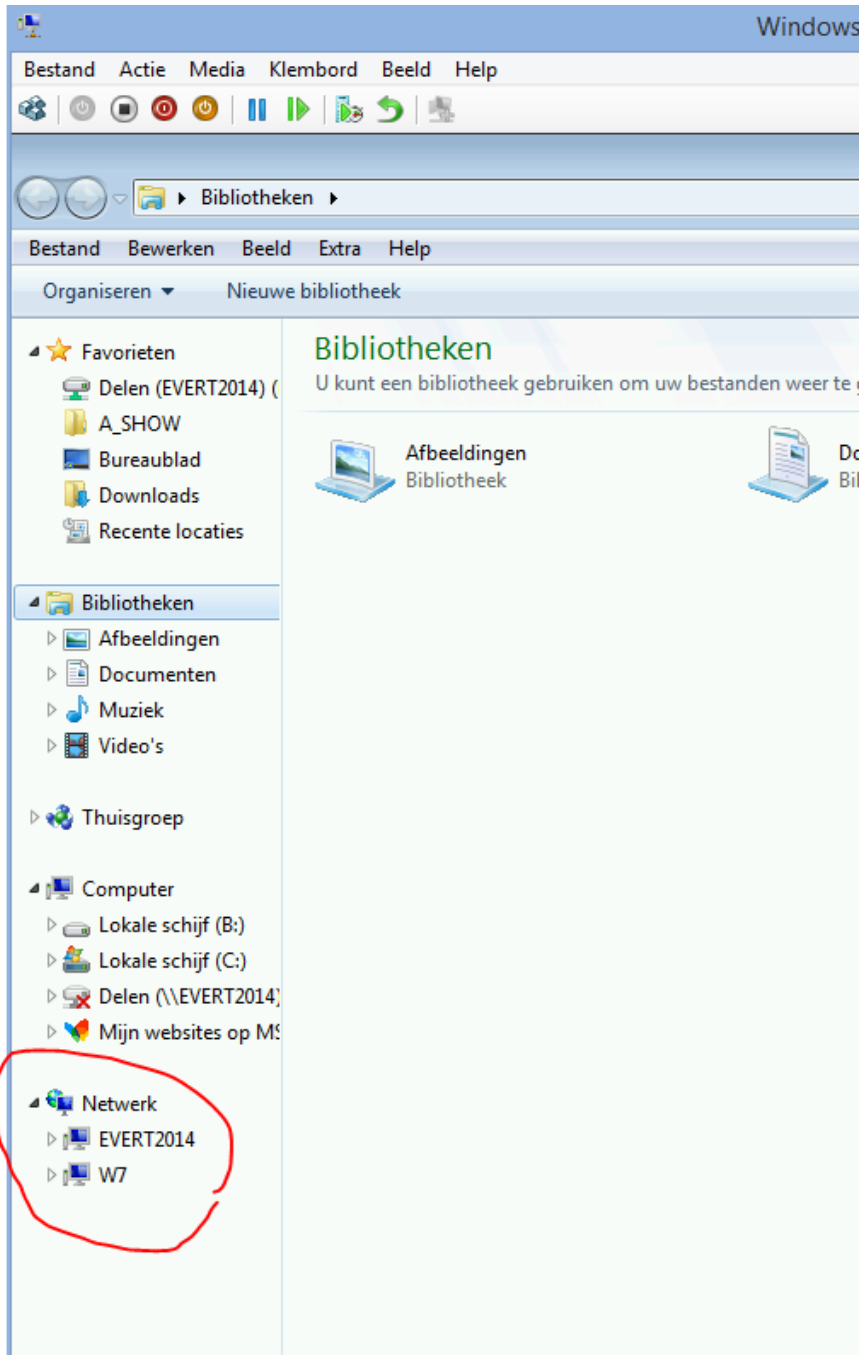 Windows
Bestand Actie Media Klembord Beeld Help
Bibliotheken
Bestand Bewerken Beeld Extra Help
Organiseren Nieuwe bibliotheek
Favorieten
Delen (EVERT2014) (
A_SHOW
Bureaublad
Downloads
Recente locaties
Bibliotheken
Afbeeldingen
Documenten
Muziek
Video's
Thuisgroep
Computer
Lokale schijf (B:)
Lokale schijf (C:)
Delen (\\EVERT2014)
Mijn websites op MS
Netwerk
EVERT2014
W7
Bibliotheken
U kunt een bibliotheek gebruiken om uw bestanden weer te
Afbeeldingen
Bibliotheek